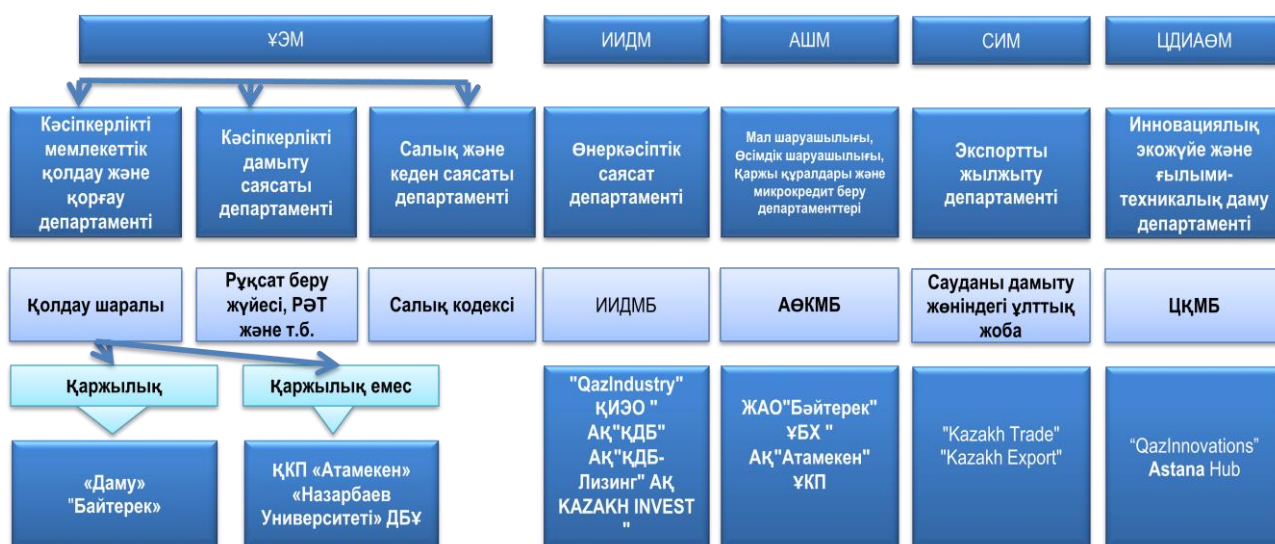 ҰЭМ
ИИДМ
АШМ
СИМ
ЦДИАӨМ
Кәсіпкерлікті
мемлекеттік
қолдау және
қорғау
департаменті
Кәсіпкерлікті
дамыту
саясаты
департаменті
Салық және
кеден саясаты
департаменті
Өнеркәсіптік
саясат
департаменті
Мал шаруашылығы,
Өсімдік шаруашылығы,
Қаржы құралдары және
микрокредит беру
департаменттері
Экспортты
жылжыту
департаменті
Инновациялық
экожүйе және
ғылыми-
техникалық даму
департаменті
Қолдау шаралы
Рұқсат беру
жүйесі, РӘТ
және т.б.
Салық кодексі
ИИДМБ
АӨКМБ
Сауданы дамыту
жөніндегі ұлттық
жоба
ЦҚМБ
Қаржылық
Қаржылық емес
«Даму»
"Байтерек»
ҚКП «Атамекен»
«Назарбаев
Университеті» ДБҰ
"QazIndustry"
ҚИЭО "
АҚ"ҚДБ"
АҚ"ҚДБ-
Лизинг" АҚ
KAZAKH INVEST
"
ЖАО"Бәйтерек"
ҰБХ "
АҚ"Атамекен"
ҰКП
"Kazakh Trade"
"Kazakh Export"
“QazInnovations”
Astana Hub